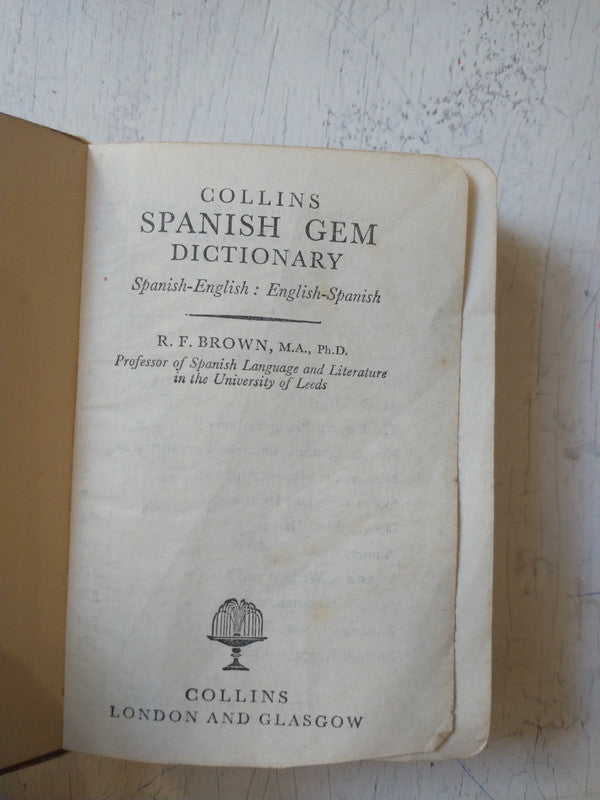 COLLINS
SPANISH GEM
DICTIONARY
Spanish-English : English-Spanish
R. F. BROWN, M.A., Ph.D.
Professor of Spanish Language and Literature
in the University of Leeds
COLLINS
LONDON AND GLASGOW